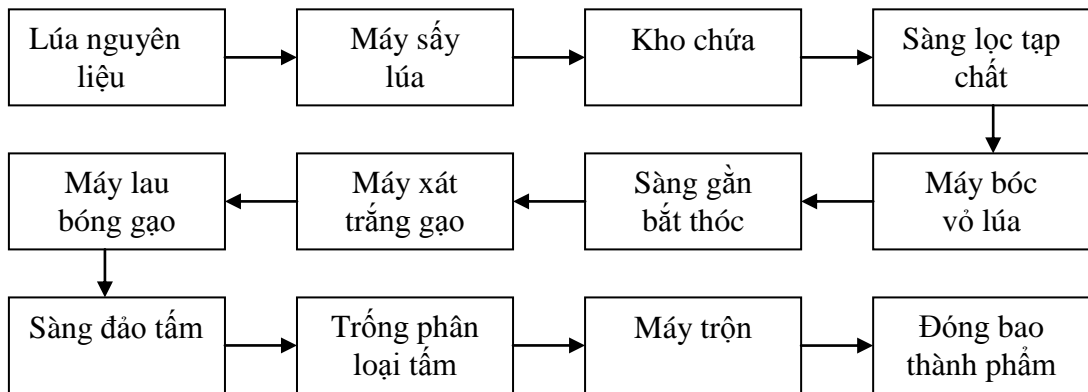 Lúa nguyên
liệu
Máy sấy
lúa
Kho chứa
Sàng lọc tạp
chất
Máy bóc
vỏ lúa
Sàng gằn
bắt thóc
Máy xát
trắng gạo
Máy lau
bóng gạo
Sàng đảo tấm
Trống phân
loại tấm
Máy trộn
Đóng bao
thành phẩm